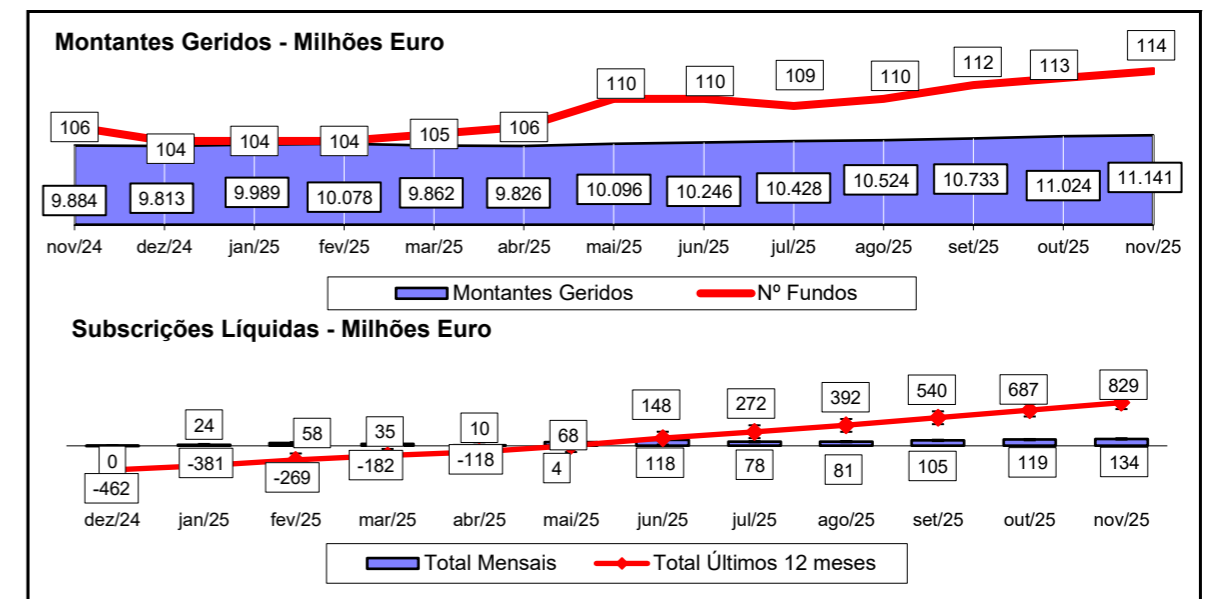 Montantes Geridos - Milhões Euro
106 104 104 104 105 106 110 110 109 110 112 113 114
9.884 9.813 9.989 10.078 9.862 9.826 10.096 10.246 10.428 10.524 10.733 11.024 11.141
nov/24 dez/24 jan/25 fev/25 mar/25 abr/25 mai/25 jun/25 jul/25 ago/25 set/25 out/25 nov/25
Montantes Geridos Nº Fundos
Subscrições Líquidas - Milhões Euro
24 58 35 10 68 148 272 392 540 687 829
0 -381 -269 -182 -118 4 118 78 81 105 119 134
-462
dez/24 jan/25 fev/25 mar/25 abr/25 mai/25 jun/25 jul/25 ago/25 set/25 out/25 nov/25
Total Mensais Total Últimos 12 meses